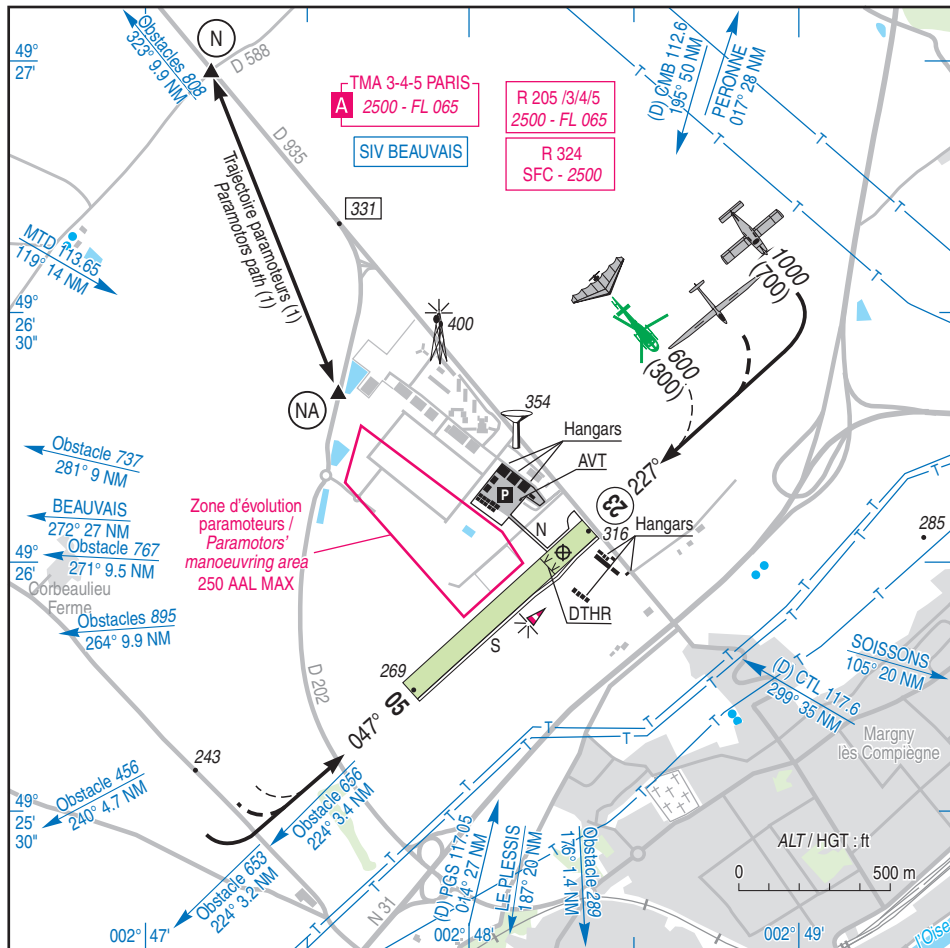 49°
27'
Obstacles 808
323° 9.9 NM
N
D 588
TMA 3-4-5 PARIS
A
2500 - FL 065
R 205 /3/4/5
2500 - FL 065
SIV BEAUVAIS
R 324
SFC - 2500
(D) CMB 112.6
195° 50 NM
PERONNE
017° 28 NM
T
T
T
T
D 935
331
Trajectoire paramoteurs (1)
Paramotors path (1)
MTD 113.65
119° 14 NM
49°
26'
30"
400
1000
(700)
600
(300)
NA
354
Hangars
AVT
P
227°
23
N
316
Hangars
285
Obstacle 737
281° 9 NM
BEAUVAIS
272° 27 NM
Obstacle 767
271° 9.5 NM
49°
26'
Corbeaulieu
Ferme
Obstacles 895
264° 9.9 NM
Zone d'évolution
paramoteurs /
Paramotors'
manoeuvring area
250 AAL MAX
DTHR
S
D 202
269
05
047°
SOISSONS
105° 20 NM
(D) CTL 117.6
299° 35 NM
T
T
T
T
T
T
Margny
lès Compiègne
243
Obstacle 456
240° 4.7 NM
49°
25'
30"
Obstacle 656
224° 3.4 NM
Obstacle 653
224° 3.2 NM
N 31
(D) PGS 117.05
014° 27 NM
LE PLESSIS
187° 20 NM
Obstacle 289
176° 1.4 NM
ALT / HGT : ft
0
500 m
002° 47'
002° 48'
002° 49'
l'Oise